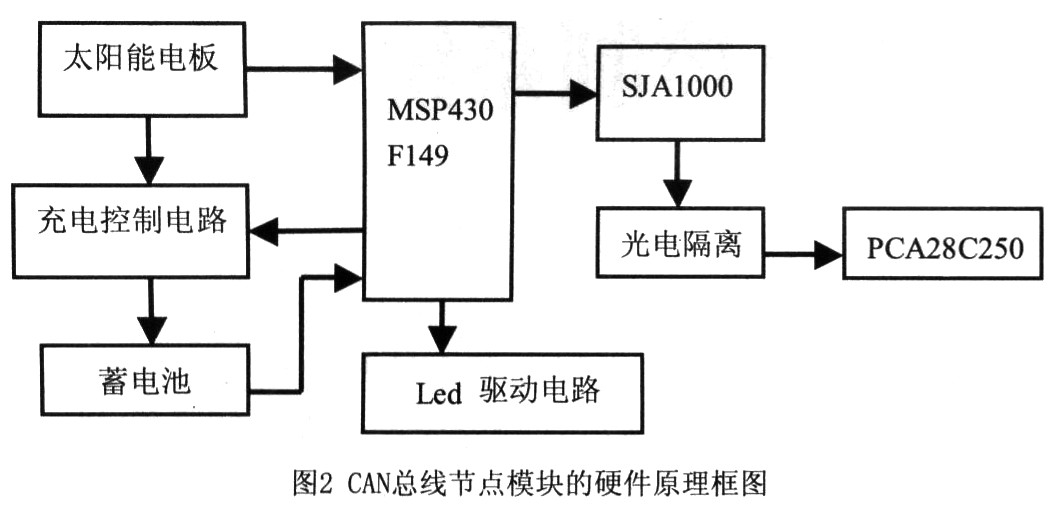 太阳能电板
MSP430
F149
SJA1000
充电控制电路
光电隔离
PCA28C250
蓄电池
Led 驱动电路
图2 CAN总线节点模块的硬件原理框图